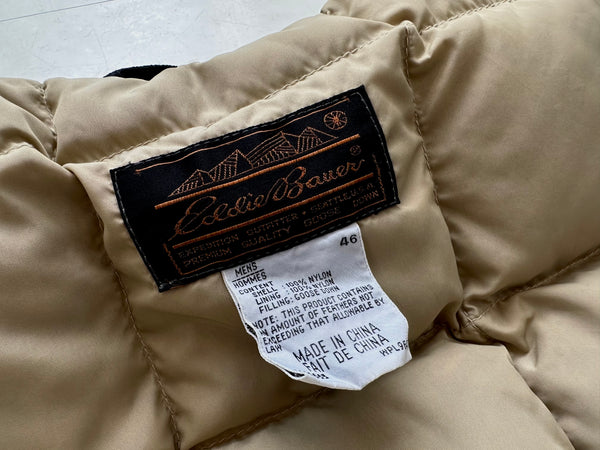 Eddie Bauer
EXPEDITION OUTFITTER • SEATTLE, U.S.A.
PREMIUM QUALITY GOOSE DOWN
46
MENS
HOMMES
CONTENT
SHELL: 100% NYLON
LINING: 100% NYLON
FILLING: GOOSE DOWN
NOTE: THIS PRODUCT CONTAINS
AN AMOUNT OF FEATHERS NOT
EXCEEDING THAT ALLOWABLE BY
LAW
MADE IN CHINA
FAIT DE CHINA